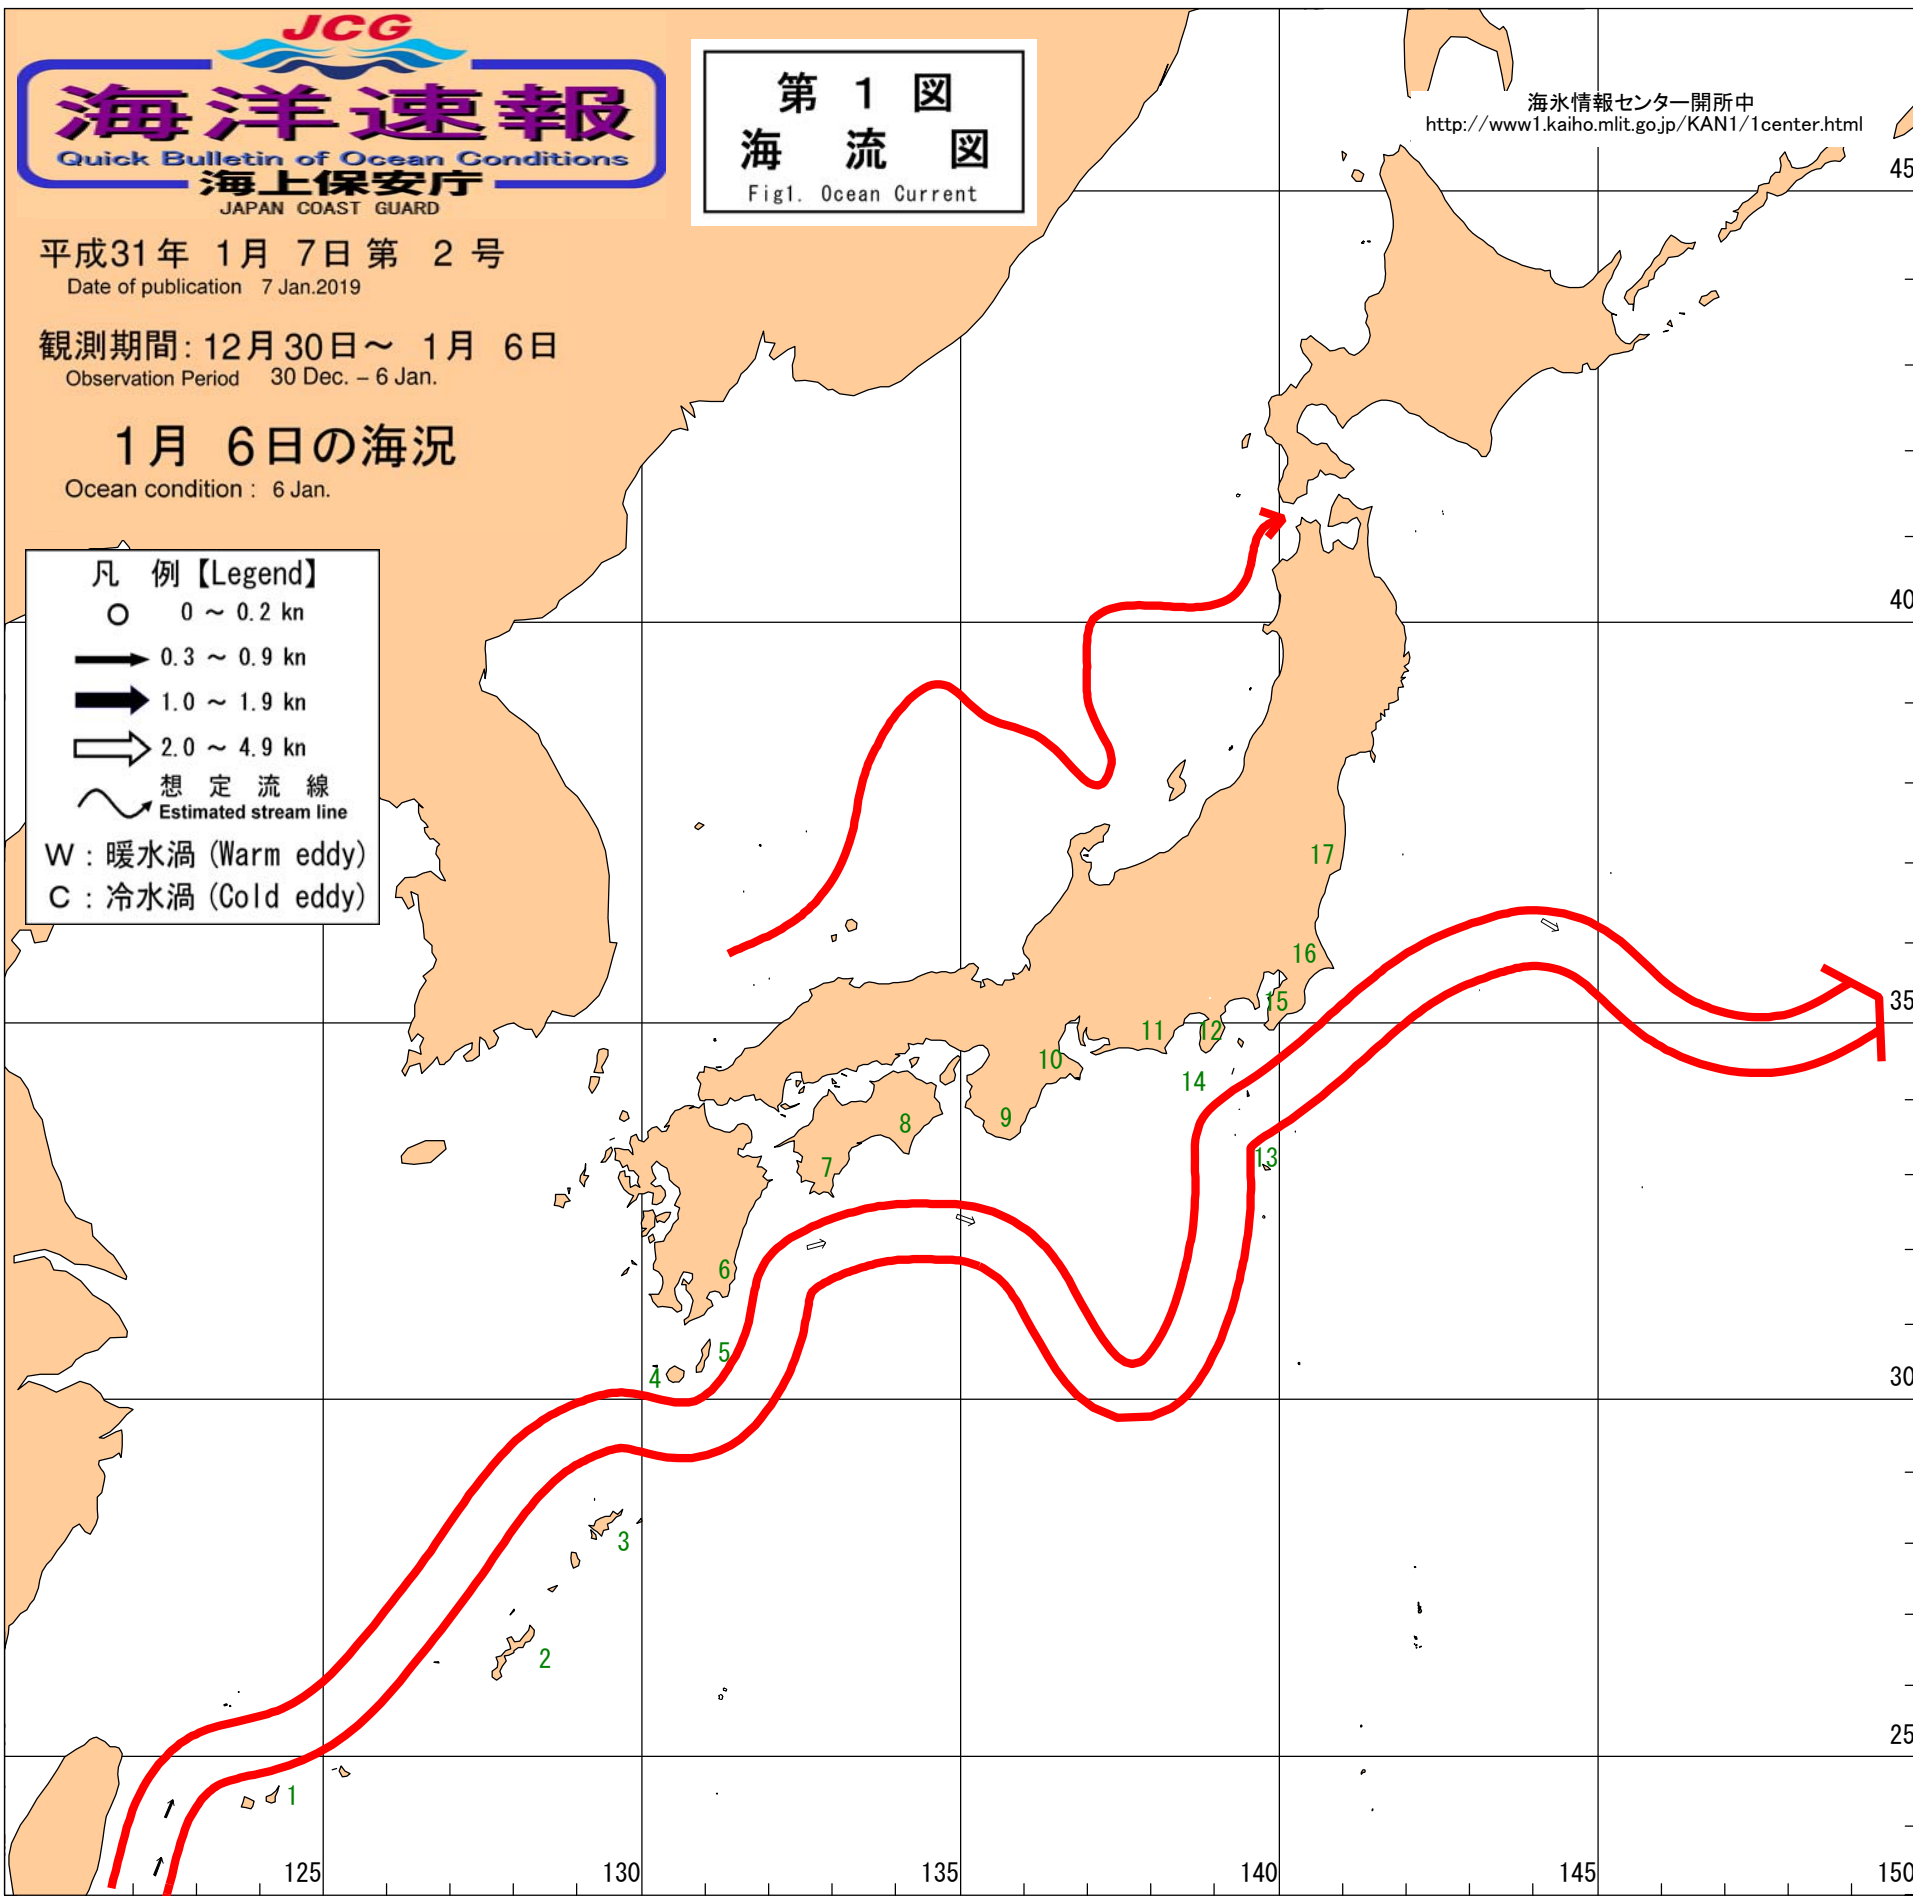 JCG
海洋速報
Quick Bulletin of Ocean Conditions
海上保安庁
JAPAN COAST GUARD
第 1 図
海 流 図
Fig1. Ocean Current
海氷情報センター開所中
http://www1.kaiho.mlit.go.jp/KAN1/1center.html
平成31年 1月 7日 第 2 号
Date of publication 7 Jan.2019
観測期間: 12月30日～ 1月 6日
Observation Period 30 Dec. – 6 Jan.
1月 6日の海況
Ocean condition : 6 Jan.
凡 例【Legend】
0 ～ 0.2 kn
0.3 ～ 0.9 kn
1.0 ～ 1.9 kn
2.0 ～ 4.9 kn
想 定 流 線
Estimated stream line
W : 暖水渦 (Warm eddy)
C : 冷水渦 (Cold eddy)
45
40
17
16
35
15
12
11
10
14
9
8
13
7
6
5
4
30
3
2
25
1
125
130
135
140
145
150